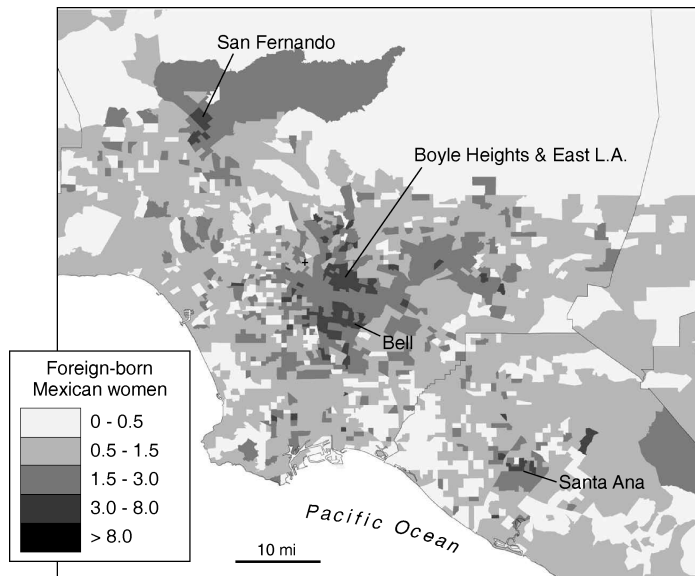 San Fernando
Boyle Heights & East L.A.
Bell
Foreign-born
Mexican women
0 - 0.5
0.5 - 1.5
1.5 - 3.0
3.0 - 8.0
> 8.0
Santa Ana
Pacific Ocean
10 mi